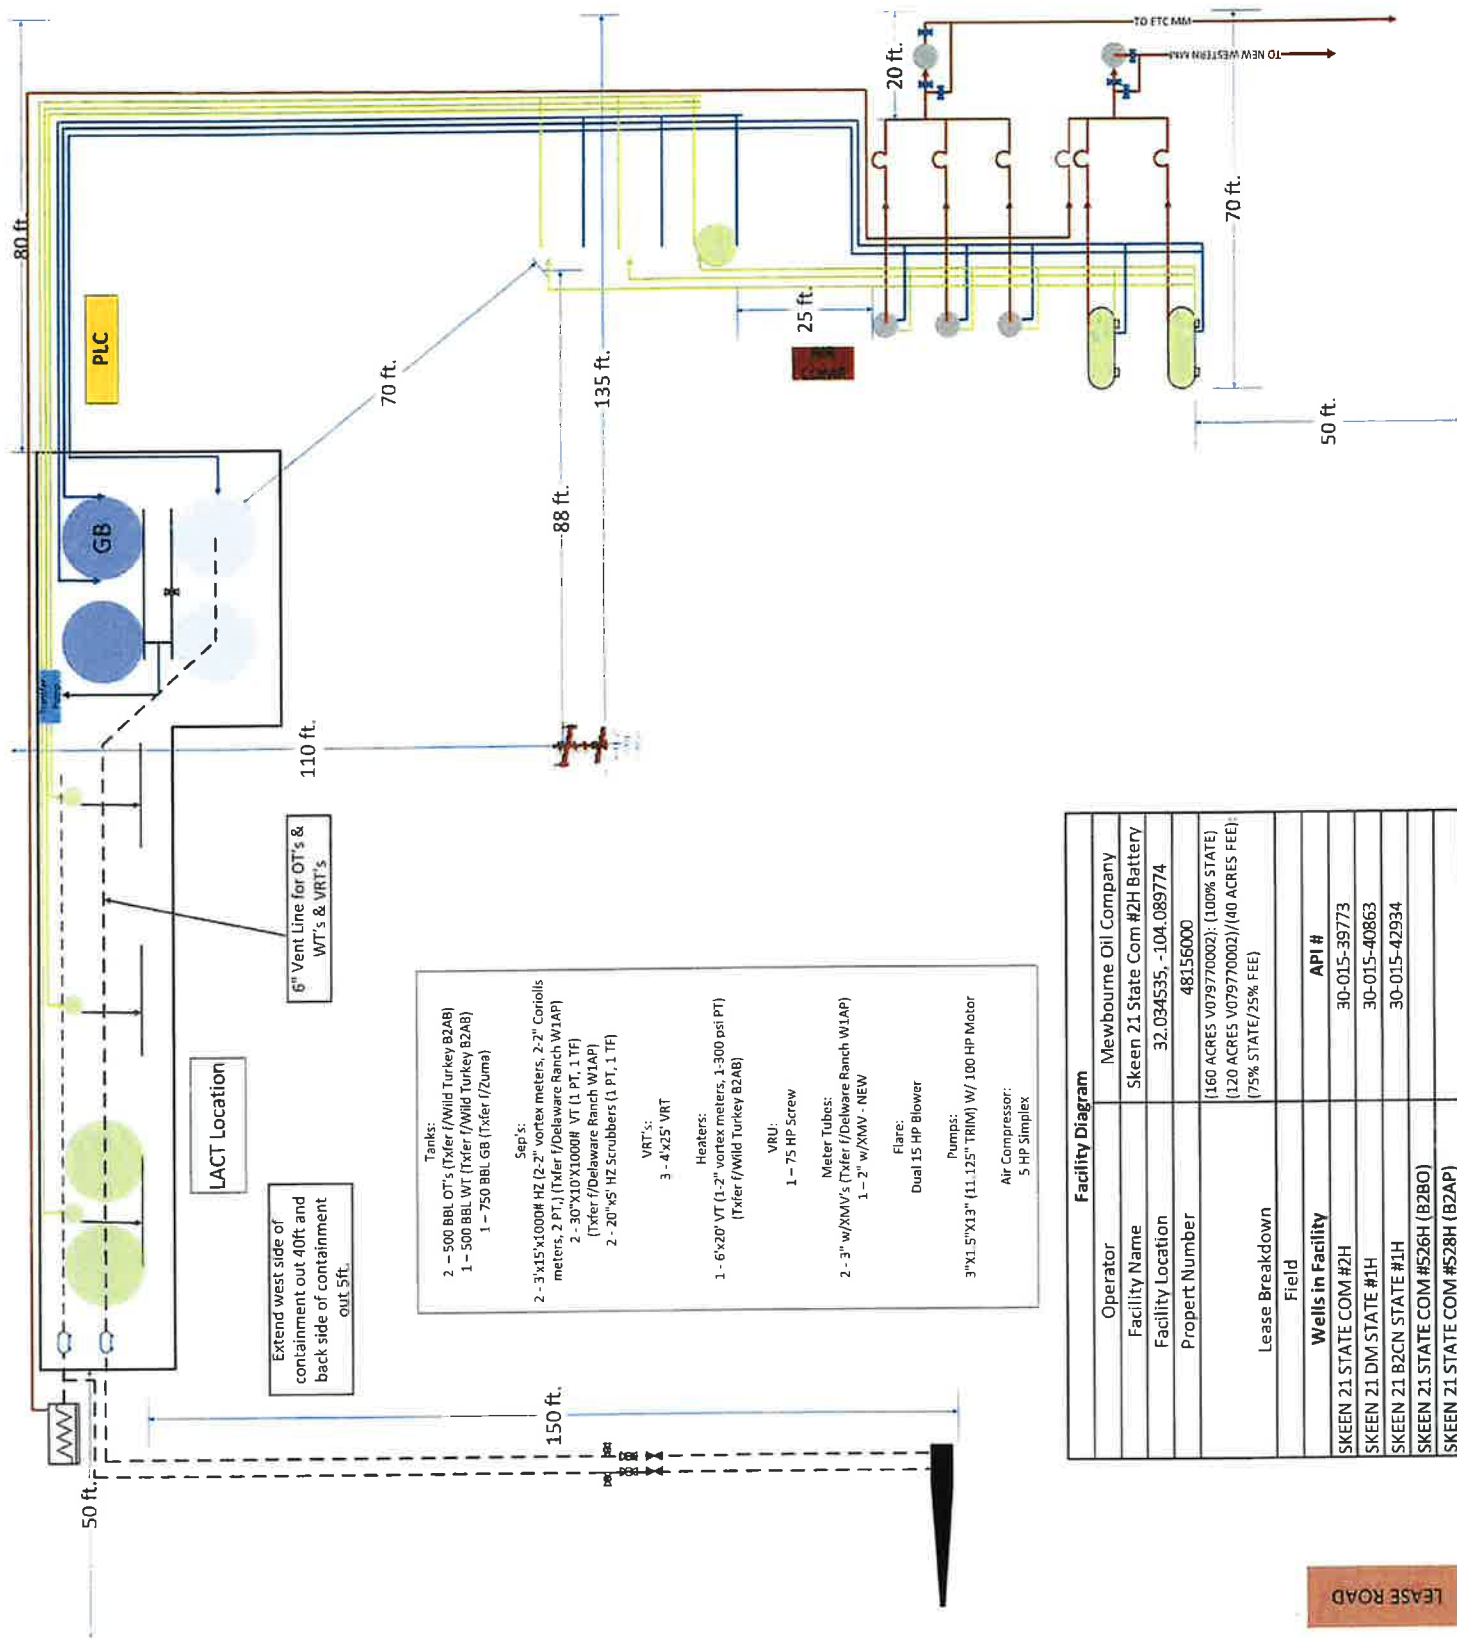 80 ft.
20 ft.
TO ETC MM
TO NEW WESTERN MM
PLC
70 ft.
25 ft.
135 ft.
70 ft.
50 ft.
GB
88 ft.
Transfer
110 ft.
6" Vent Line for OT's &
WT's & VRT's
LACT Location
Extend west side of
containment out 40ft and
back side of containment
out 5ft.
50 ft.
150 ft.
Tanks:
2 – 500 BBL OT's (Txfer f/Wild Turkey B2AB)
1 – 500 BBL WT (Txfer f/Wild Turkey B2AB)
1 – 750 BBL GB (Txfer f/Zuma)
Sep's:
2 - 3'x15'x1000# HZ (2-2" vortex meters, 2-2" Coriolis
meters, 2 PT,) (Txfer f/Delaware Ranch W1AP)
2 - 30"X10'X1000# VT (1 PT, 1 TF)
(Txfer f/Delaware Ranch W1AP)
2 - 20"x5' HZ Scrubbers (1 PT, 1 TF)
VRT's:
3 - 4'x25' VRT
Heaters:
1 - 6'x20' VT (1-2" vortex meters, 1-300 psi PT)
(Txfer f/Wild Turkey B2AB)
VRU:
1 – 75 HP Screw
Meter Tubes:
2 - 3" w/XMV's (Txfer f/Delware Ranch W1AP)
1 – 2" w/XMV - NEW
Flare:
Dual 15 HP Blower
Pumps:
3"X1.5"X13" (11.125" TRIM) W/ 100 HP Motor
Air Compressor:
5 HP Simplex
Facility Diagram
Operator Mewbourne Oil Company
Facility Name Skeen 21 State Com #2H Battery
Facility Location 32.034535, -104.089774
Propert Number 48156000
Lease Breakdown (160 ACRES V079770002): (100% STATE)
(120 ACRES V079770002)/(40 ACRES FEE):
(75% STATE/25% FEE)
Field
Wells in Facility API #
SKEEN 21 STATE COM #2H 30-015-39773
SKEEN 21 DM STATE #1H 30-015-40863
SKEEN 21 B2CN STATE #1H 30-015-42934
SKEEN 21 STATE COM #526H (B2BO)
SKEEN 21 STATE COM #528H (B2AP)
LEASE ROAD